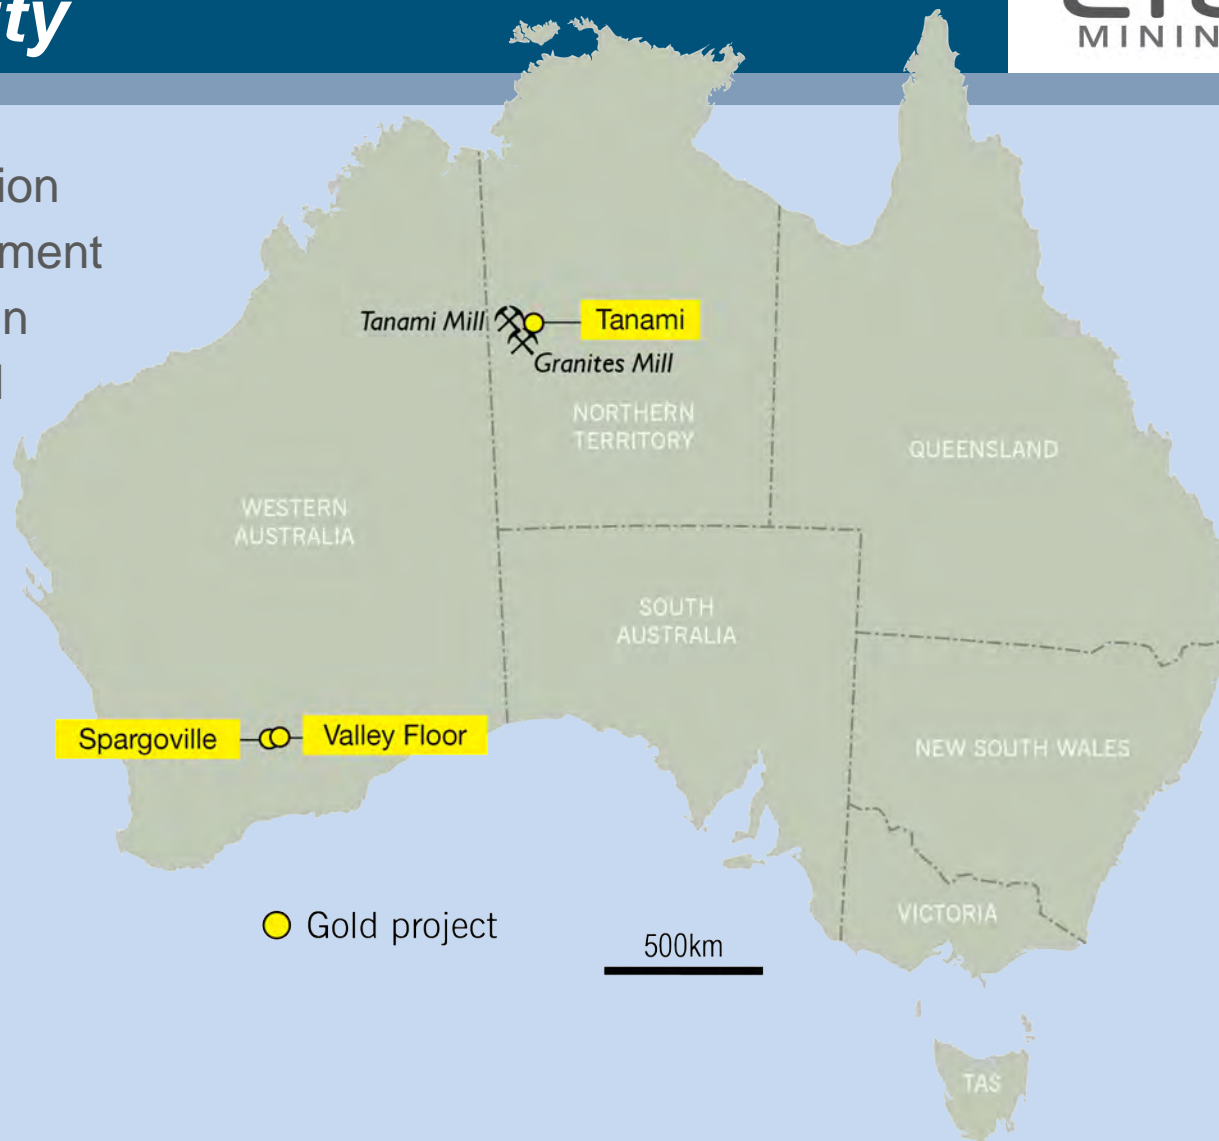 ty
MININ
ion
ment
n
Tanami Mill
Tanami
Granites Mill
NORTHERN
TERRITORY
QUEENSLAND
WESTERN
AUSTRALIA
SOUTH
AUSTRALIA
Spargoville
Valley Floor
NEW SOUTH WALES
VICTORIA
Gold project
500km
TAS